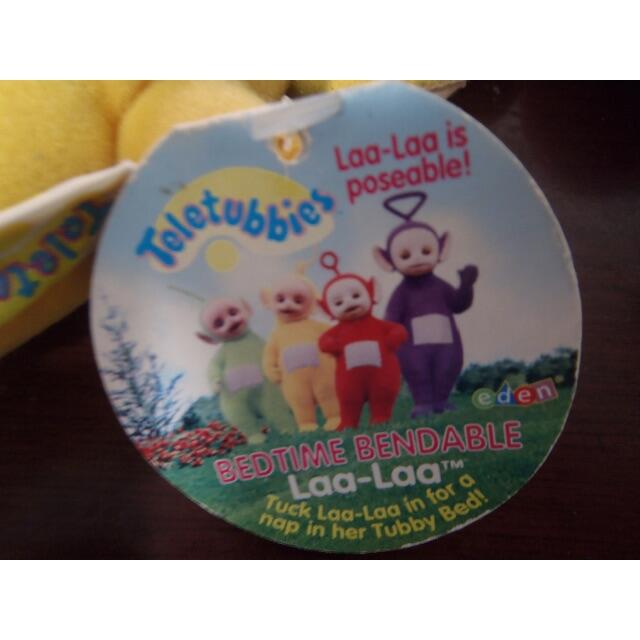 Laa-Laa is
poseable!
Teletubbies
eden
BEDTIME BENDABLE
Laa-Laa™
Tuck Laa-Laa in for a
nap in her Tubby Bed!